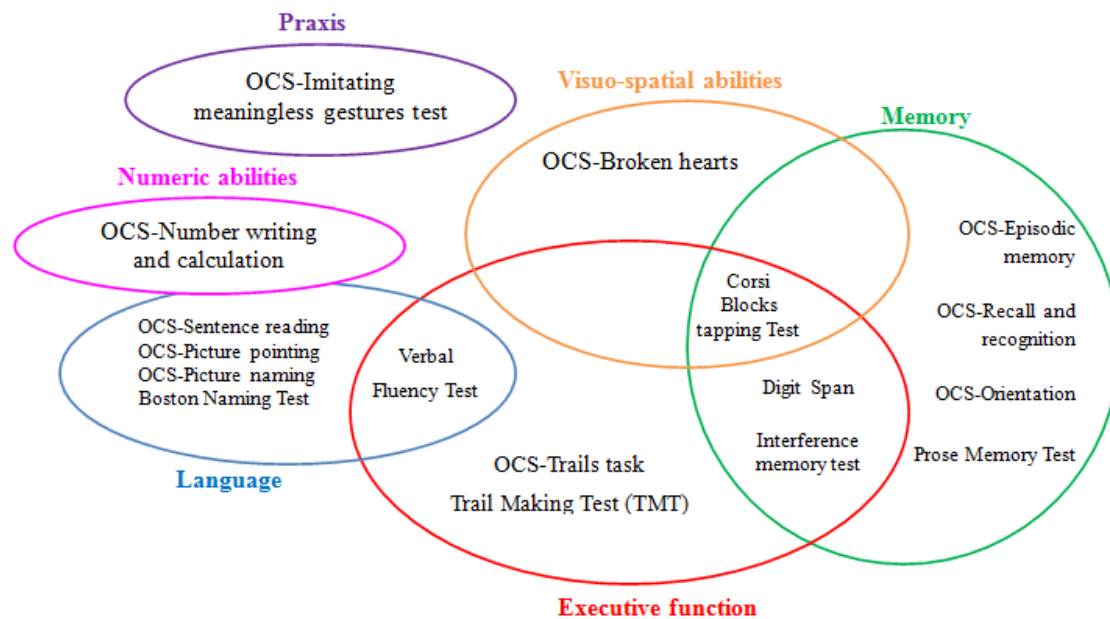 Praxis
OCS-Imitating
meaningless gestures test
Visuo-spatial abilities
Memory
OCS-Broken hearts
Numeric abilities
OCS-Number writing
and calculation
OCS-Episodic
memory
Corsi
Blocks
tapping Test
OCS-Recall and
recognition
OCS-Sentence reading
OCS-Picture pointing
OCS-Picture naming
Boston Naming Test
Verbal
Fluency Test
Digit Span
OCS-Orientation
Interference
memory test
Prose Memory Test
Language
OCS-Trails task
Trail Making Test (TMT)
Executive function